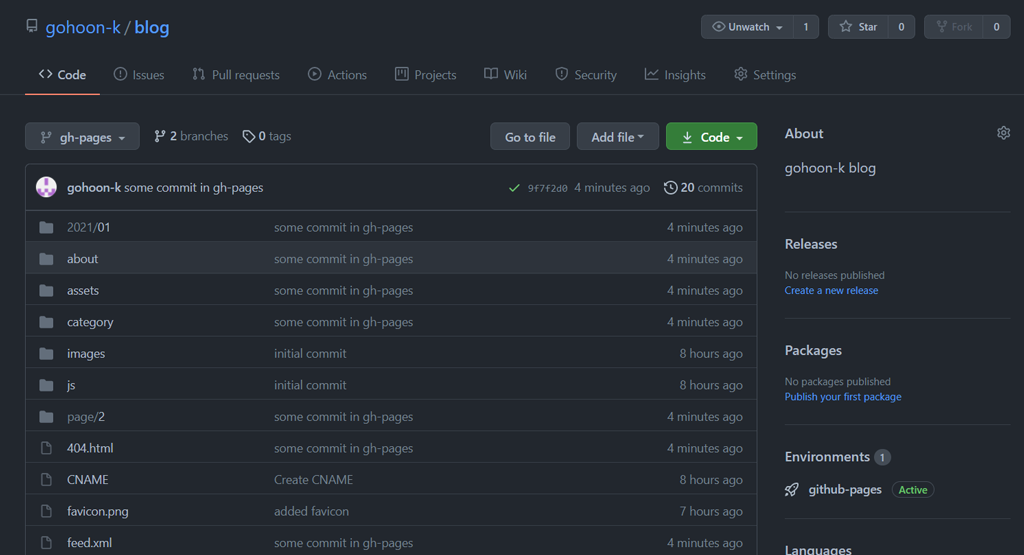 gohoon-k / blog
Unwatch 1 Star 0 Fork 0
Code Issues Pull requests Actions Projects Wiki Security Insights Settings
gh-pages 2 branches 0 tags Go to file Add file Code
gohoon-k some commit in gh-pages 9f7f2d0 4 minutes ago 20 commits
2021/01 some commit in gh-pages 4 minutes ago
about some commit in gh-pages 4 minutes ago
assets some commit in gh-pages 4 minutes ago
category some commit in gh-pages 4 minutes ago
images initial commit 8 hours ago
js initial commit 8 hours ago
page/2 some commit in gh-pages 4 minutes ago
404.html some commit in gh-pages 4 minutes ago
CNAME Create CNAME 8 hours ago
favicon.png added favicon 7 hours ago
feed.xml some commit in gh-pages 4 minutes ago
About
gohoon-k blog
Releases
No releases published
Create a new release
Packages
No packages published
Publish your first package
Environments 1
github-pages Active
Languages